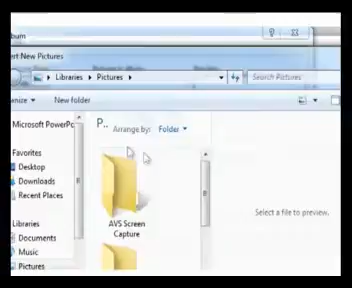 bum
ert New Pictures
Libraries Pictures
Search Pictures
anize New folder
Microsoft PowerPo
P... Arrange by: Folder
Favorites
Desktop
Downloads
Recent Places
AVS Screen
Capture
Select a file to preview.
Libraries
Documents
Music
Pictures